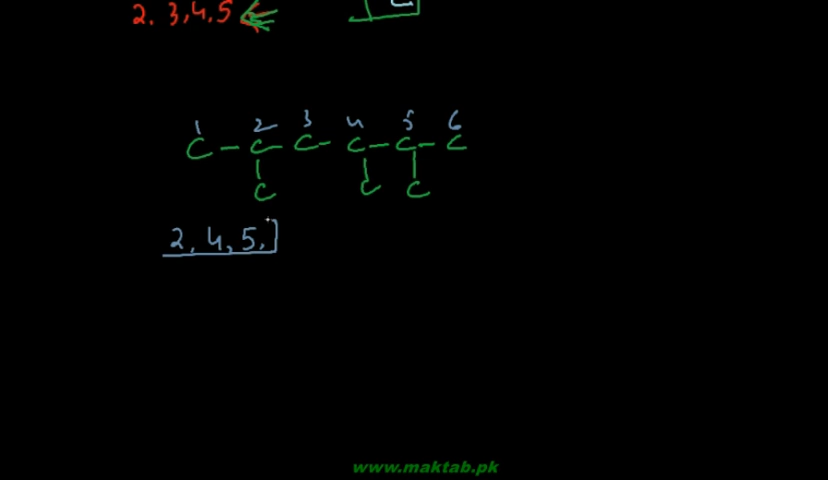 2. 3,4,5
1 2 3 4 5 6
C - C - C - C - C - C
C C C
2, 4, 5,
www.maktab.pk